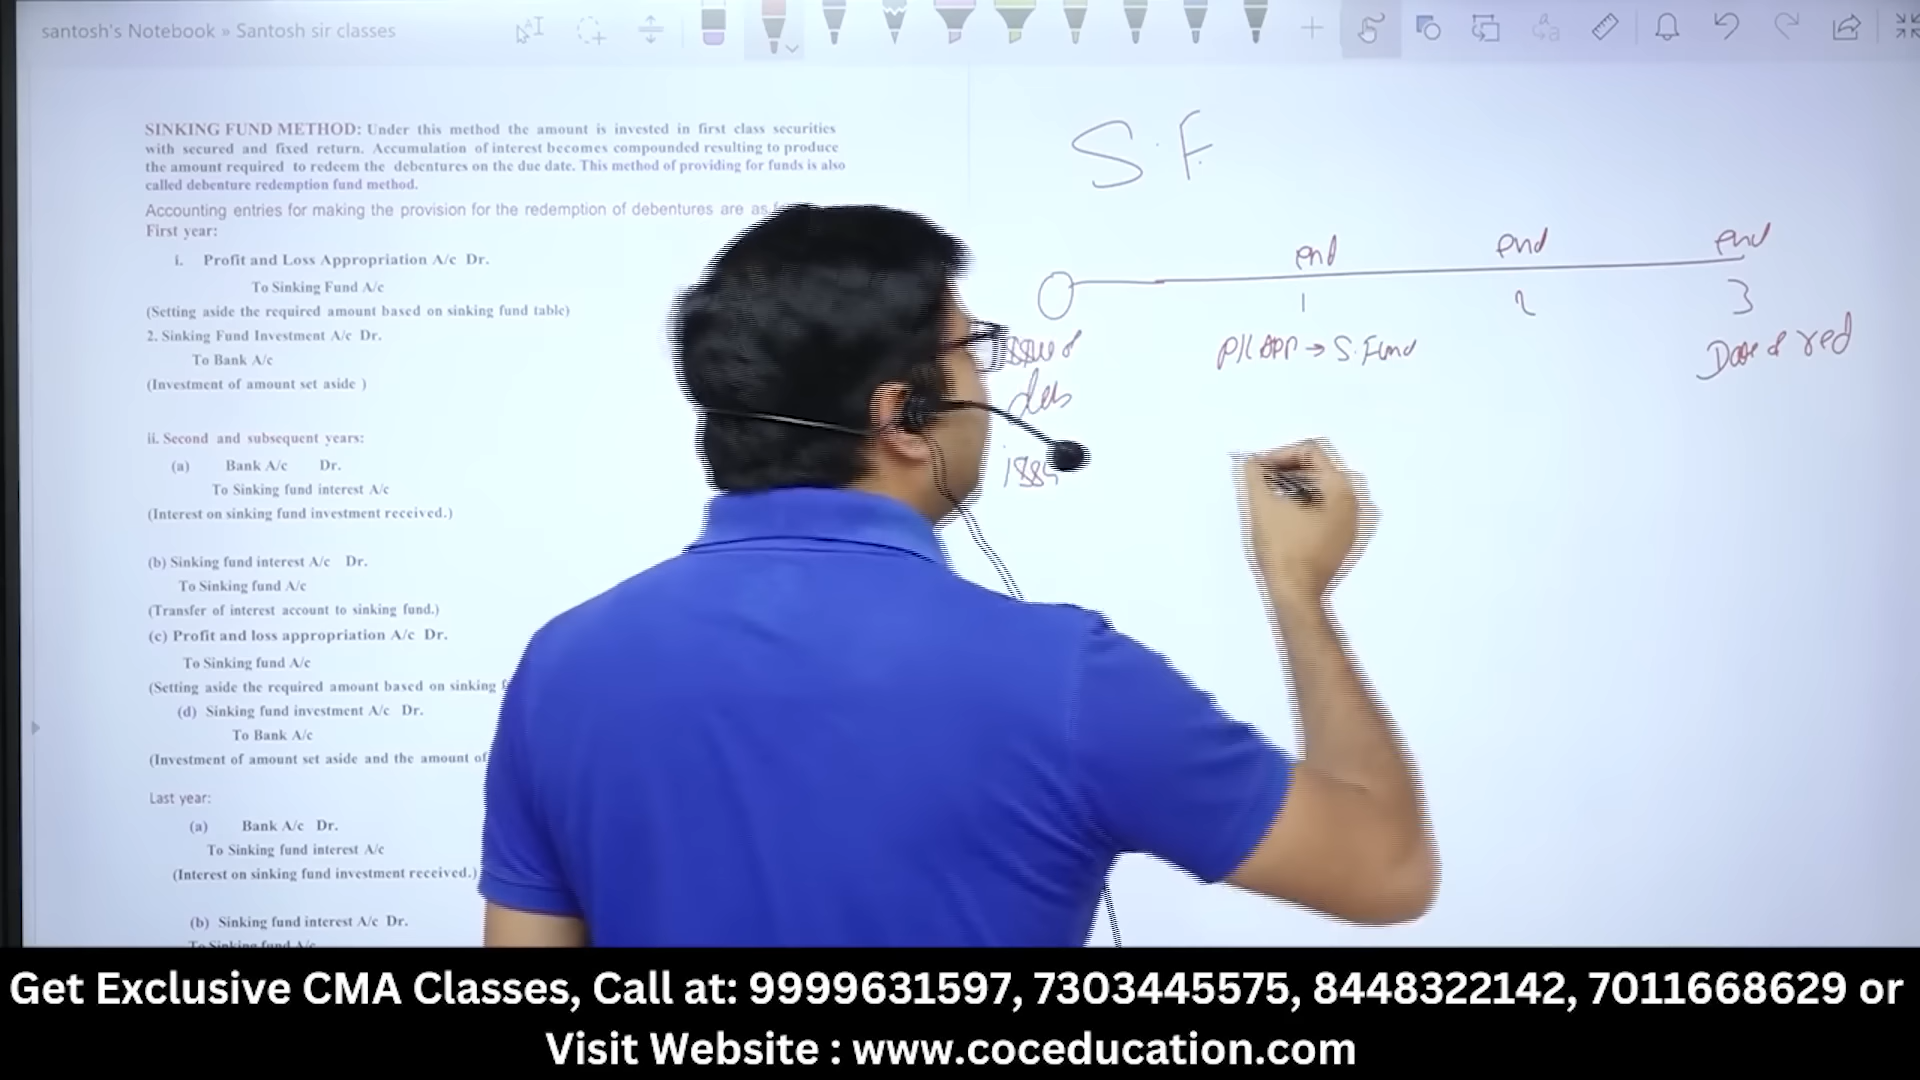 santosh's Notebook » Santosh sir classes
SINKING FUND METHOD: Under this method the amount is invested in first class securities
with secured and fixed return. Accumulation of interest becomes compounded resulting to produce
the amount required to redeem the debentures on the due date. This method of providing for funds is also
called debenture redemption fund method.
Accounting entries for making the provision for the redemption of debentures are as
First year:
i. Profit and Loss Appropriation A/c Dr.
To Sinking Fund A/c
(Setting aside the required amount based on sinking fund table)
2. Sinking Fund Investment A/c Dr.
To Bank A/c
(Investment of amount set aside )
ii. Second and subsequent years:
(a) Bank A/c Dr.
To Sinking fund interest A/c
(Interest on sinking fund investment received.)
(b) Sinking fund interest A/c Dr.
To Sinking fund A/c
(Transfer of interest account to sinking fund.)
(c) Profit and loss appropriation A/c Dr.
To Sinking fund A/c
(Setting aside the required amount based on sinking
(d) Sinking fund investment A/c Dr.
To Bank A/c
(Investment of amount set aside and the amount of
Last year:
(a) Bank A/c Dr.
To Sinking fund interest A/c
(Interest on sinking fund investment received.)
(b) Sinking fund interest A/c Dr.
To Sinking fund A/c
S.F.
end end end
0 1 2 3
P/L APP → S. Fund
Date of red
Get Exclusive CMA Classes, Call at: 9999631597, 7303445575, 8448322142, 7011668629 or
Visit Website : www.coceducation.com